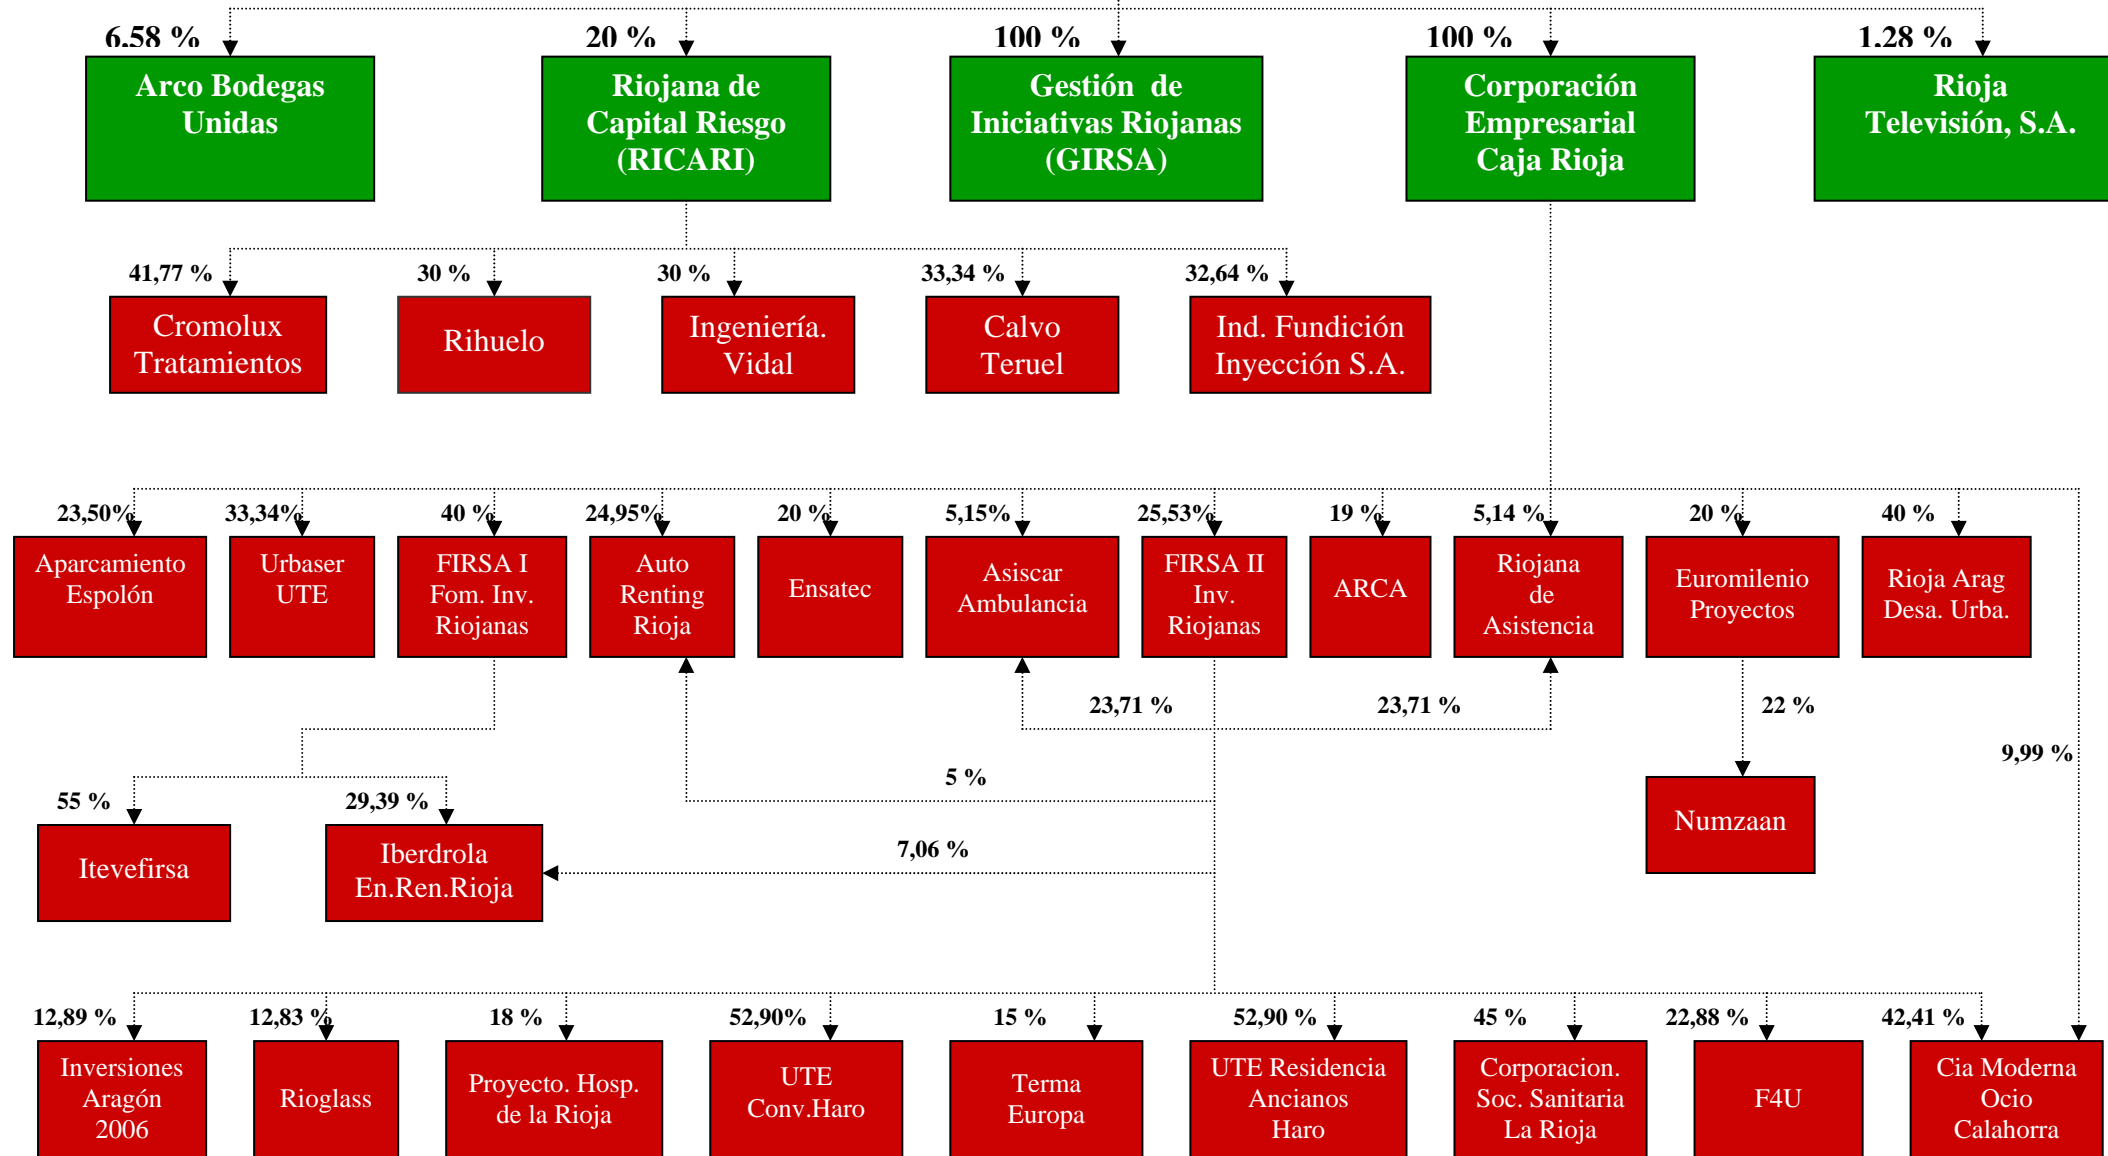 6,58 %
20 %
100 %
100 %
1,28 %
Arco Bodegas
Unidas
Riojana de
Capital Riesgo
(RICARI)
Gestión de
Iniciativas Riojanas
(GIRSA)
Corporación
Empresarial
Caja Rioja
Rioja
Televisión, S.A.
41,77 %
30 %
30 %
33,34 %
32,64 %
Cromolux
Tratamientos
Rihuelo
Ingeniería.
Vidal
Calvo
Teruel
Ind. Fundición
Inyección S.A.
23,50%
33,34%
40 %
24,95%
20 %
5,15%
25,53%
19 %
5,14 %
20 %
40 %
Aparcamiento
Espolón
Urbaser
UTE
FIRSA I
Fom. Inv.
Riojanas
Auto
Renting
Rioja
Ensatec
Asiscar
Ambulancia
FIRSA II
Inv.
Riojanas
ARCA
Riojana
de
Asistencia
Euromilenio
Proyectos
Rioja Arag
Desa. Urba.
23,71 %
23,71 %
22 %
9,99 %
5 %
55 %
29,39 %
Itevefirsa
Iberdrola
En.Ren.Rioja
7,06 %
Numzaan
12,89 %
12,83 %
18 %
52,90%
15 %
52,90 %
45 %
22,88 %
42,41 %
Inversiones
Aragón
2006
Rioglass
Proyecto. Hosp.
de la Rioja
UTE
Conv.Haro
Terma
Europa
UTE Residencia
Ancianos
Haro
Corporacion.
Soc. Sanitaria
La Rioja
F4U
Cia Moderna
Ocio
Calahorra